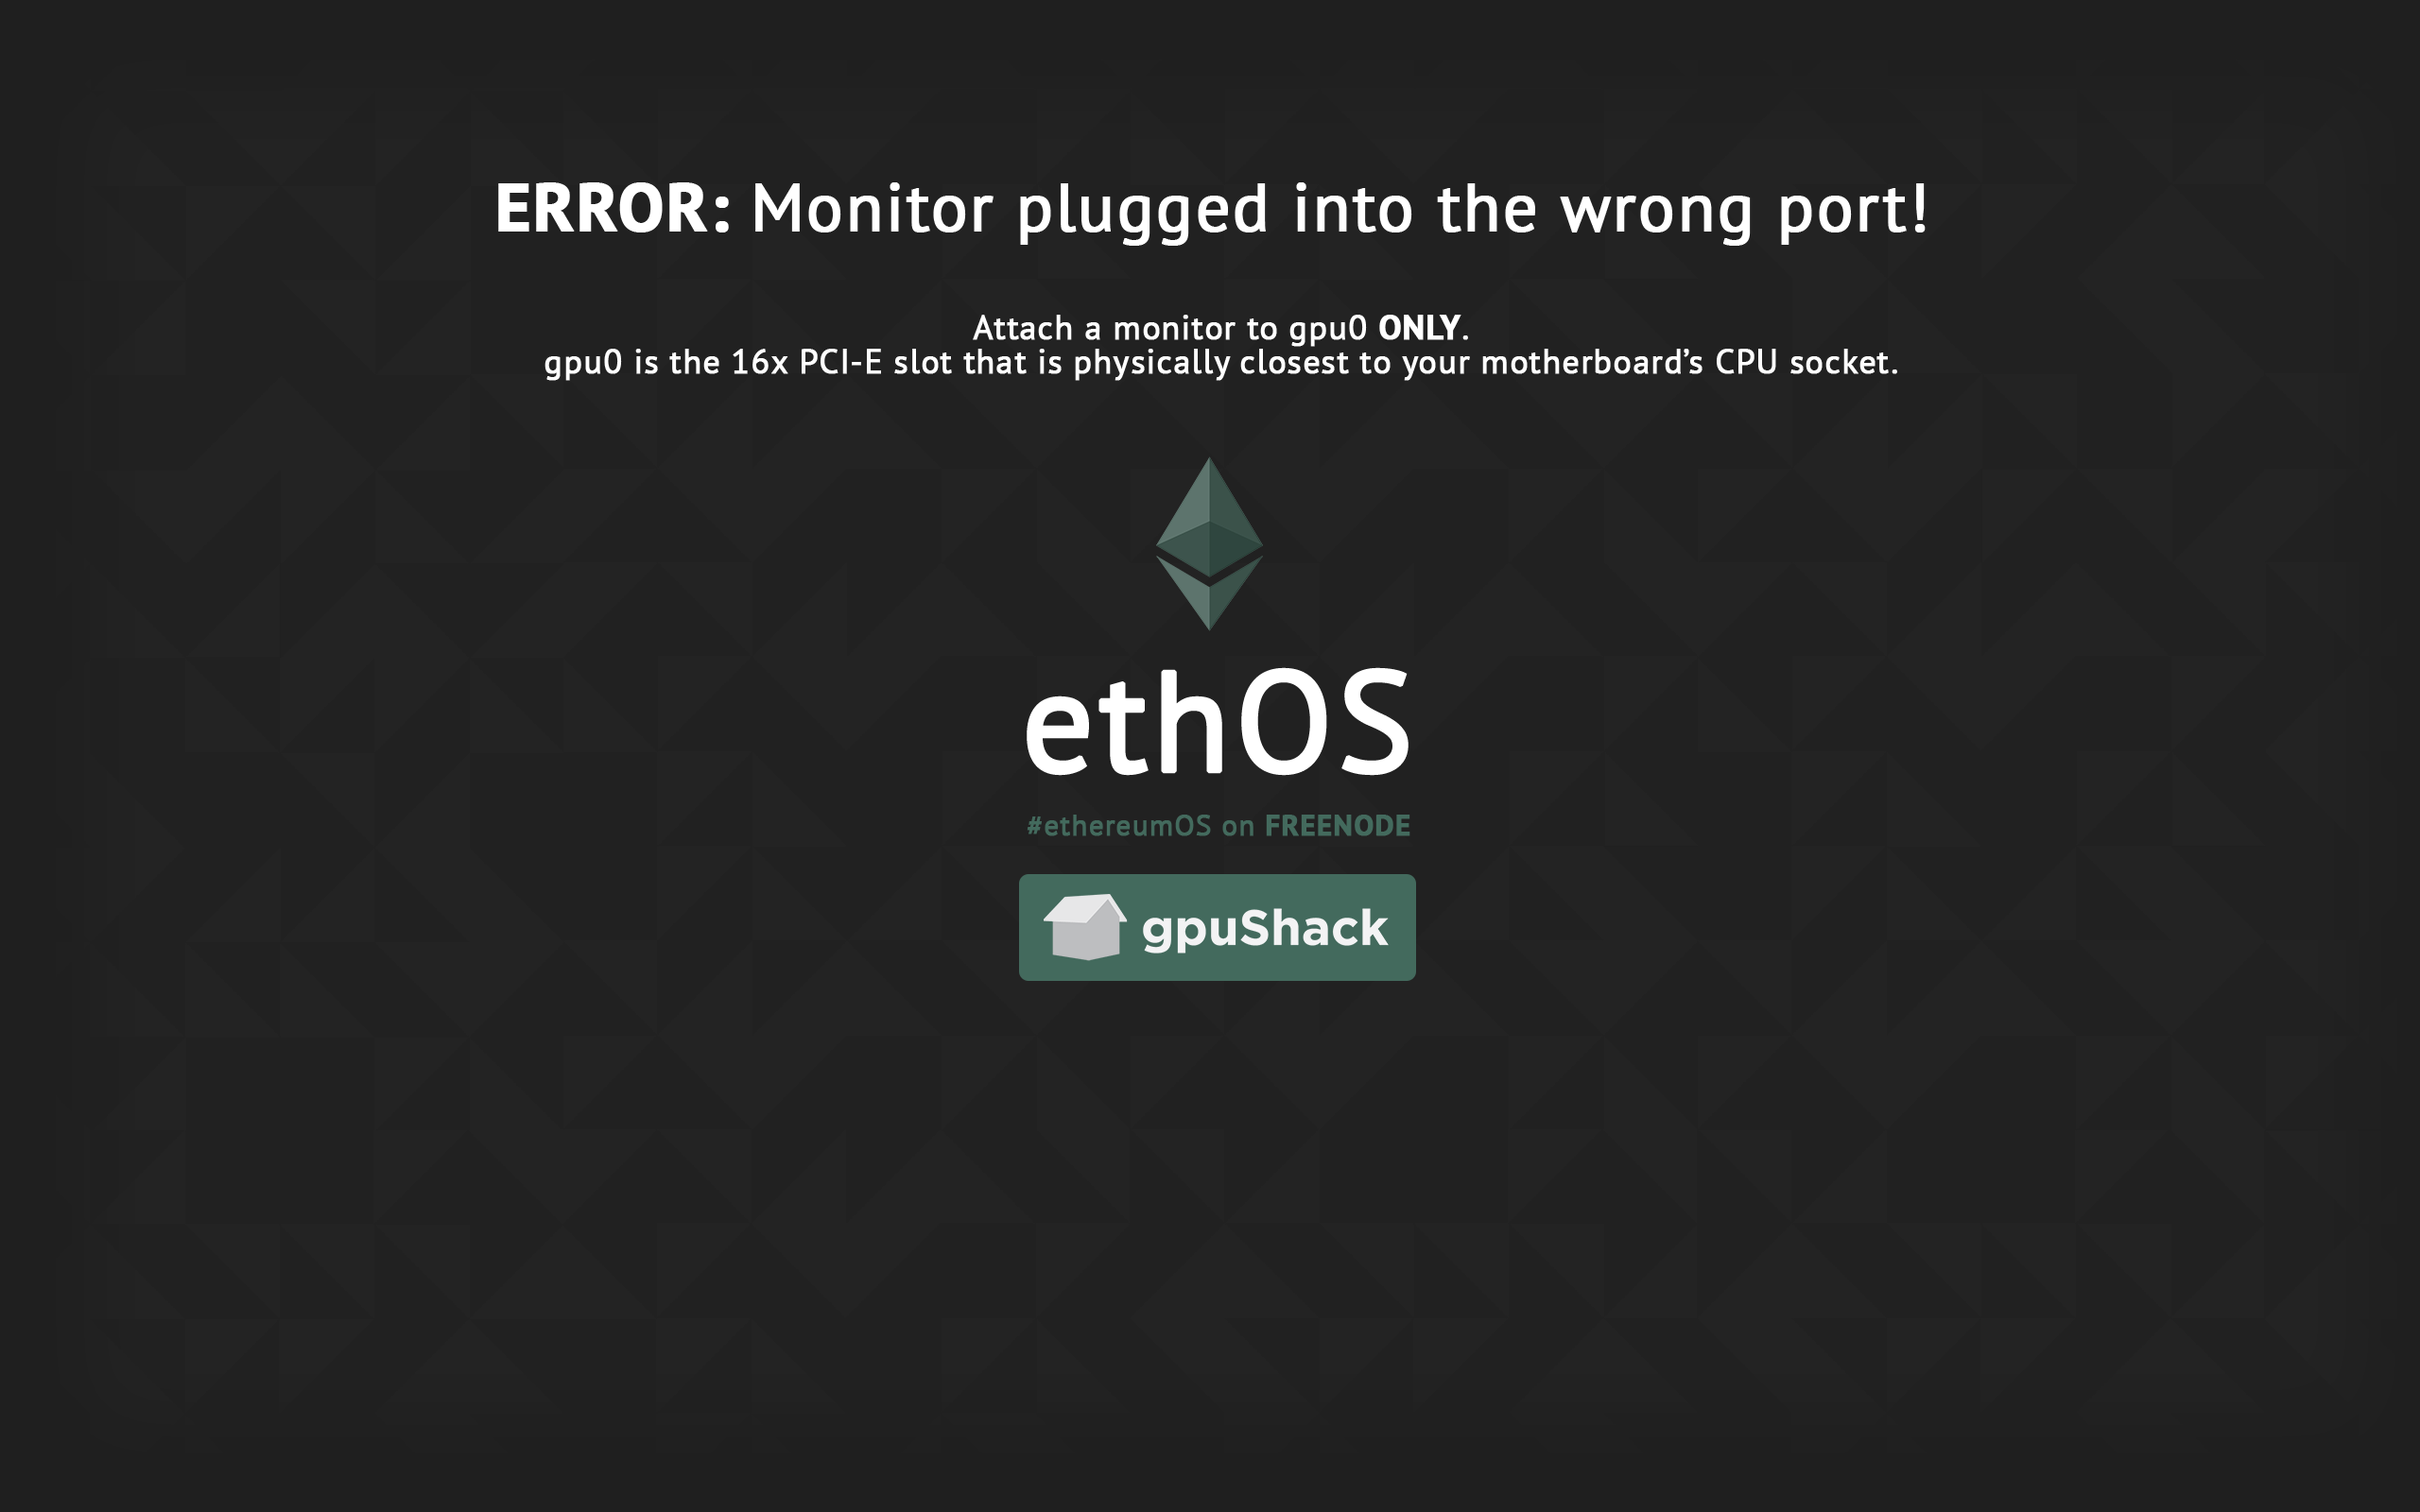 ERROR: Monitor plugged into the wrong port!
Attach a monitor to gpu0 ONLY.
gpu0 is the 16x PCI-E slot that is physically closest to your motherboard’s CPU socket.
ethOS
#ethereumOS on FREENODE
gpuShack